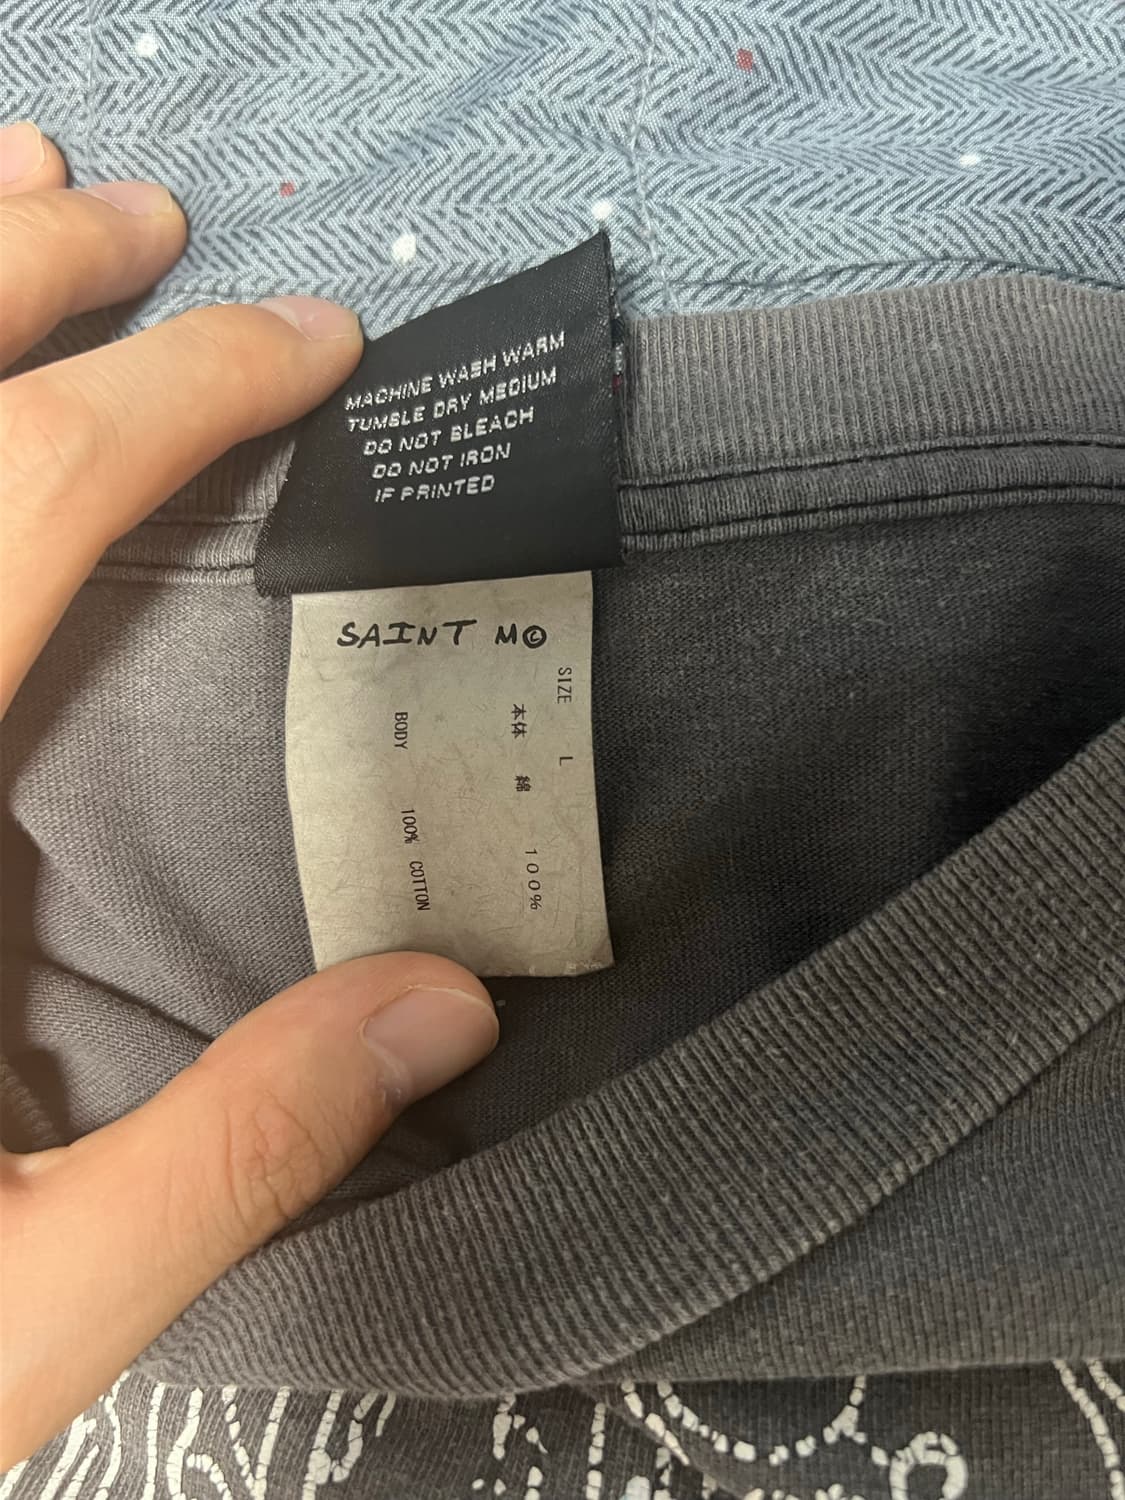 MACHINE WASH WARM
TUMBLE DRY MEDIUM
DO NOT BLEACH
DO NOT IRON
IF PRINTED
SAINT M©
SIZE L
本体 綿 100%
BODY 100% COTTON